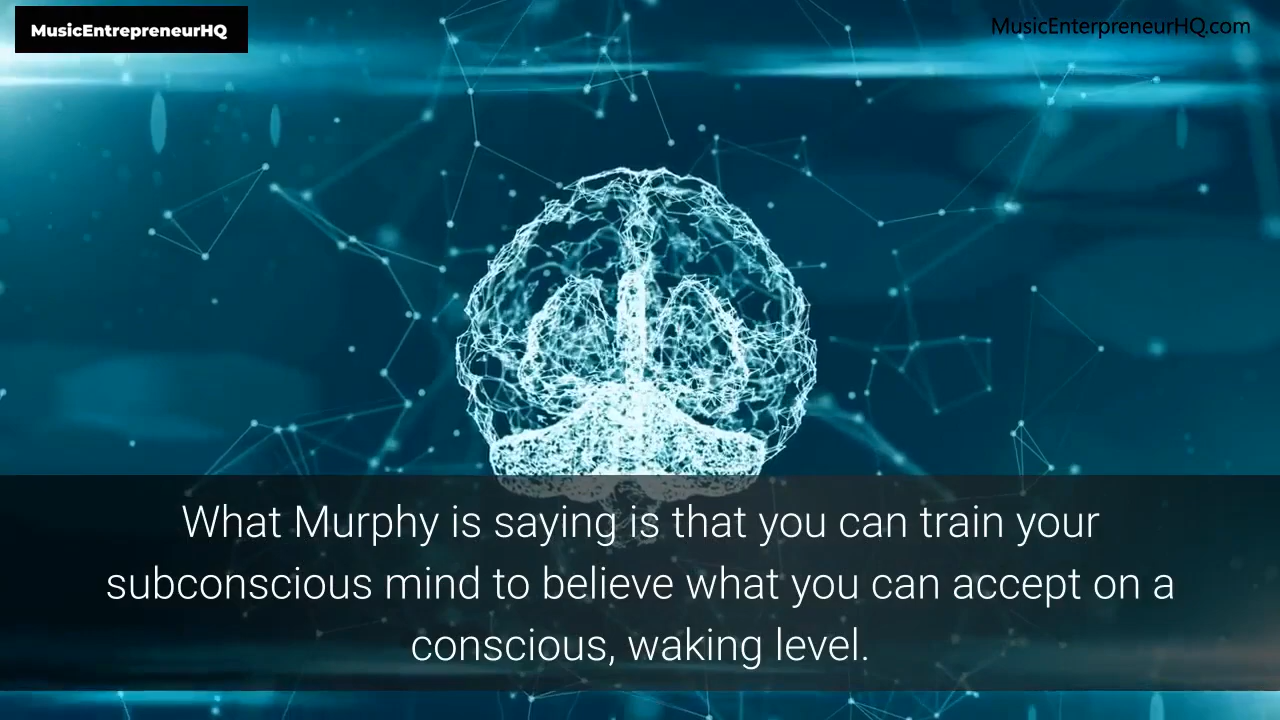 MusicEntrepreneurHQ
MusicEnterpreneurHQ.com
What Murphy is saying is that you can train your
subconscious mind to believe what you can accept on a
conscious, waking level.